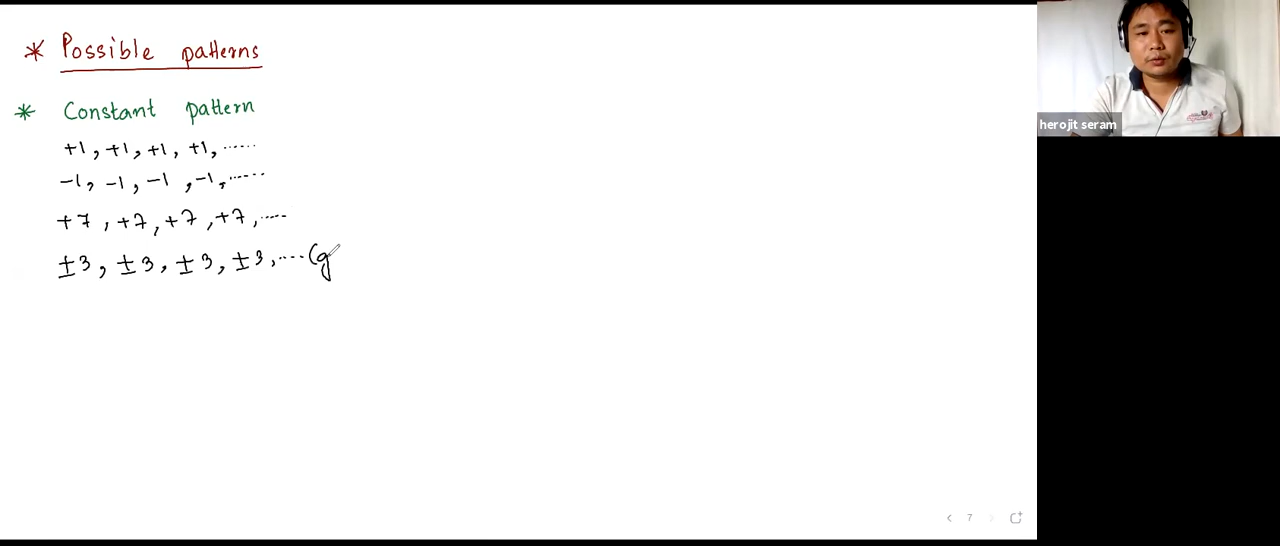 * Possible patterns
* Constant pattern
+1, +1, +1, +1, ......
-1, -1, -1, -1, ......
+7, +7, +7, +7, .....
±3, ±3, ±3, ±3, .... (g
herojit seram
7